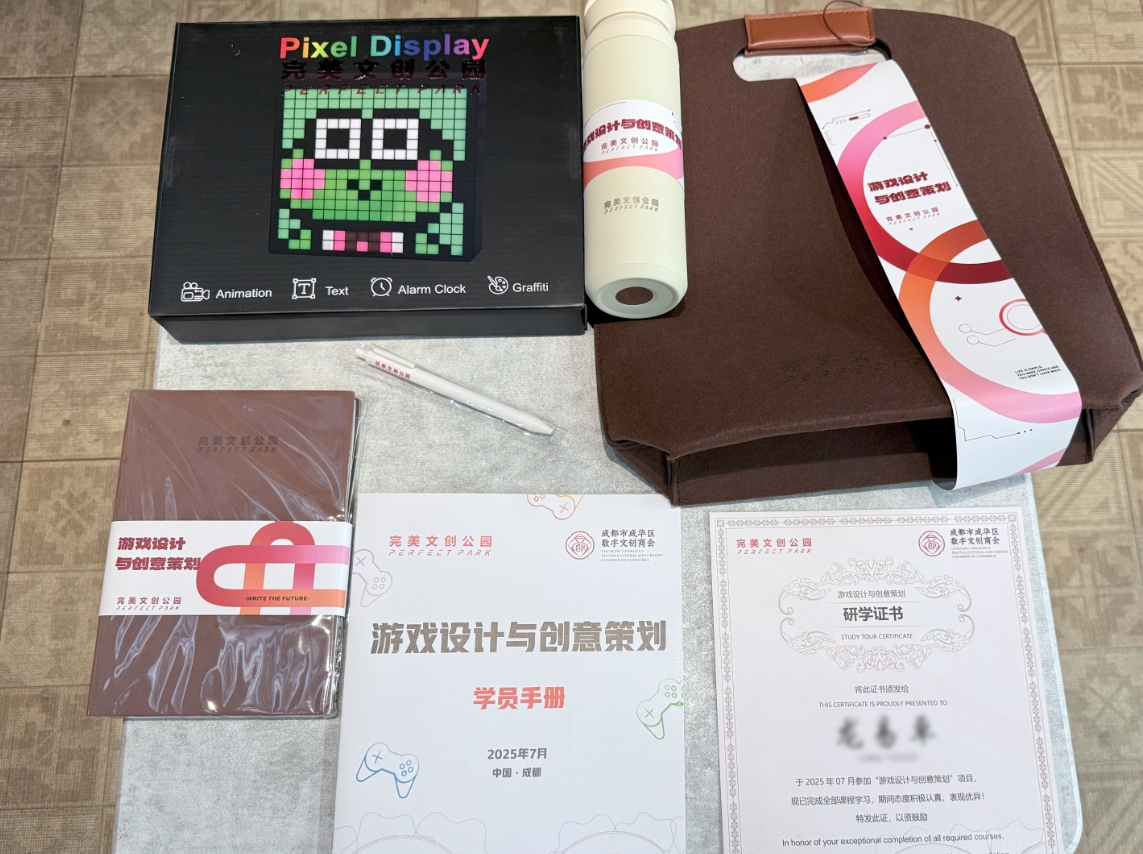 Pixel Display
完美文创公园
PERFECT PARK
Animation
Text
Alarm Clock
Graffiti
游戏设计与创意策划
完美文创公园
PERFECT PARK
完美文创公园
PERFECT PARK
游戏设计
与创意策划
完美文创公园
PERFECT PARK
完美文创公园
完美文创公园
PERFECT PARK
游戏设计
与创意策划
完美文创公园
PERFECT PARK
·WRITE THE FUTURE·
完美文创公园
PERFECT PARK
成都市成华区
数字文创商会
游戏设计与创意策划
学员手册
2025年7月
中国·成都
完美文创公园
PERFECT PARK
成都市成华区
数字文创商会
游戏设计与创意策划
研学证书
STUDY TOUR CERTIFICATE
将此证书颁发给
THIS CERTIFICATE IS PROUDLY PRESENTED TO
于 2025 年 07 月参加“游戏设计与创意策划”项目，
现已完成全部课程学习，期间态度积极认真，表现优异！
特发此证，以资鼓励
In honor of your exceptional completion of all required courses,